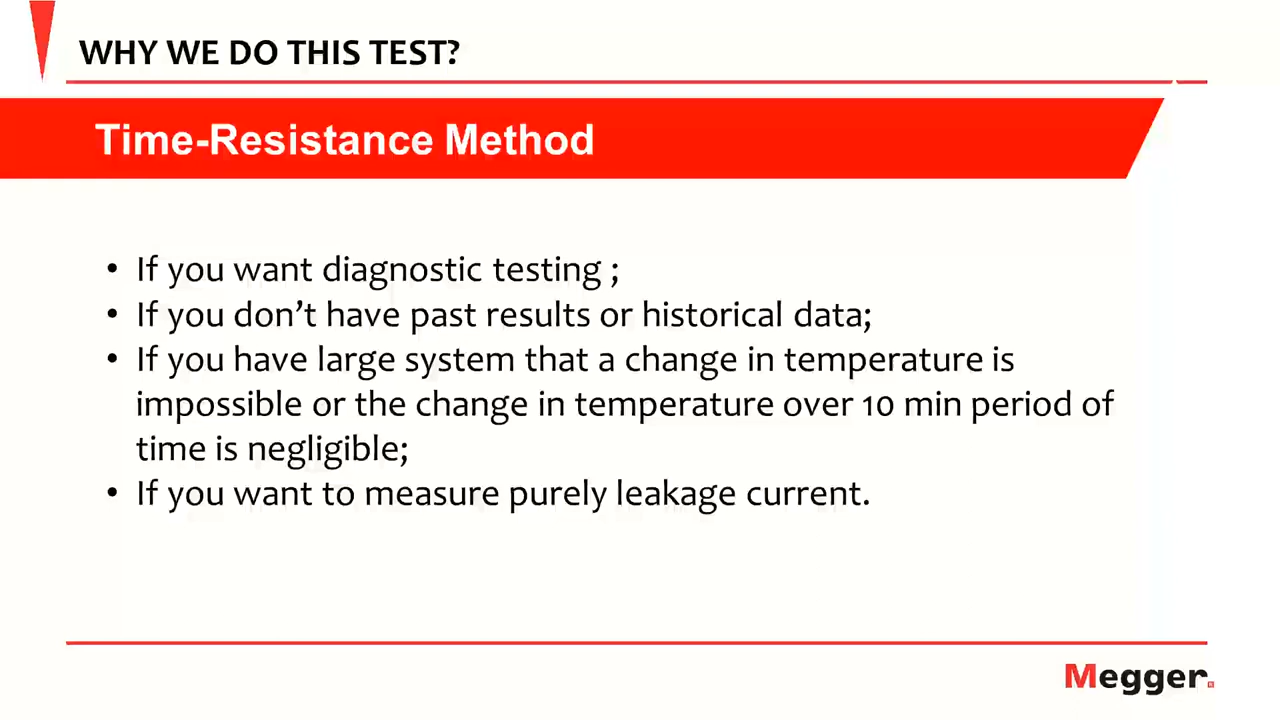 WHY WE DO THIS TEST?
Time-Resistance Method
• If you want diagnostic testing ;
• If you don’t have past results or historical data;
• If you have large system that a change in temperature is
impossible or the change in temperature over 10 min period of
time is negligible;
• If you want to measure purely leakage current.
Megger.